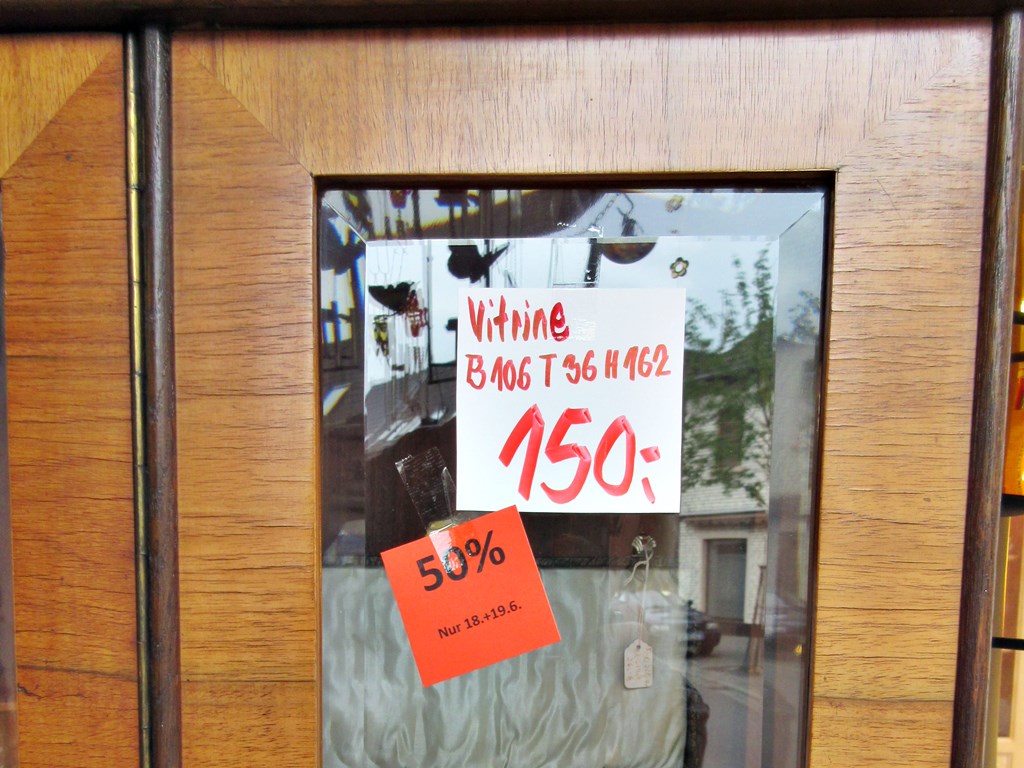 Vitrine
B 106 T 36 H 162
150,-
50%
Nur 18.+19.6.